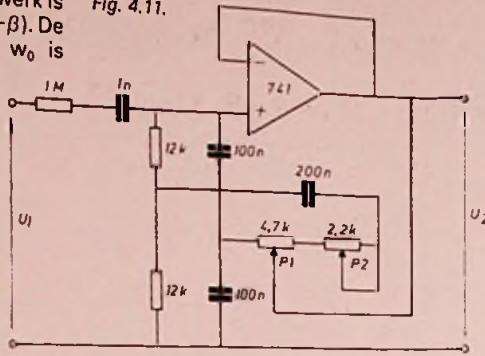 werk is
-β). De
w₀ is
Fig. 4.11.
1M
1n
741
−
+
12k
100n
200n
4,7k
2,2k
P1
P2
U1
U2
12k
100n